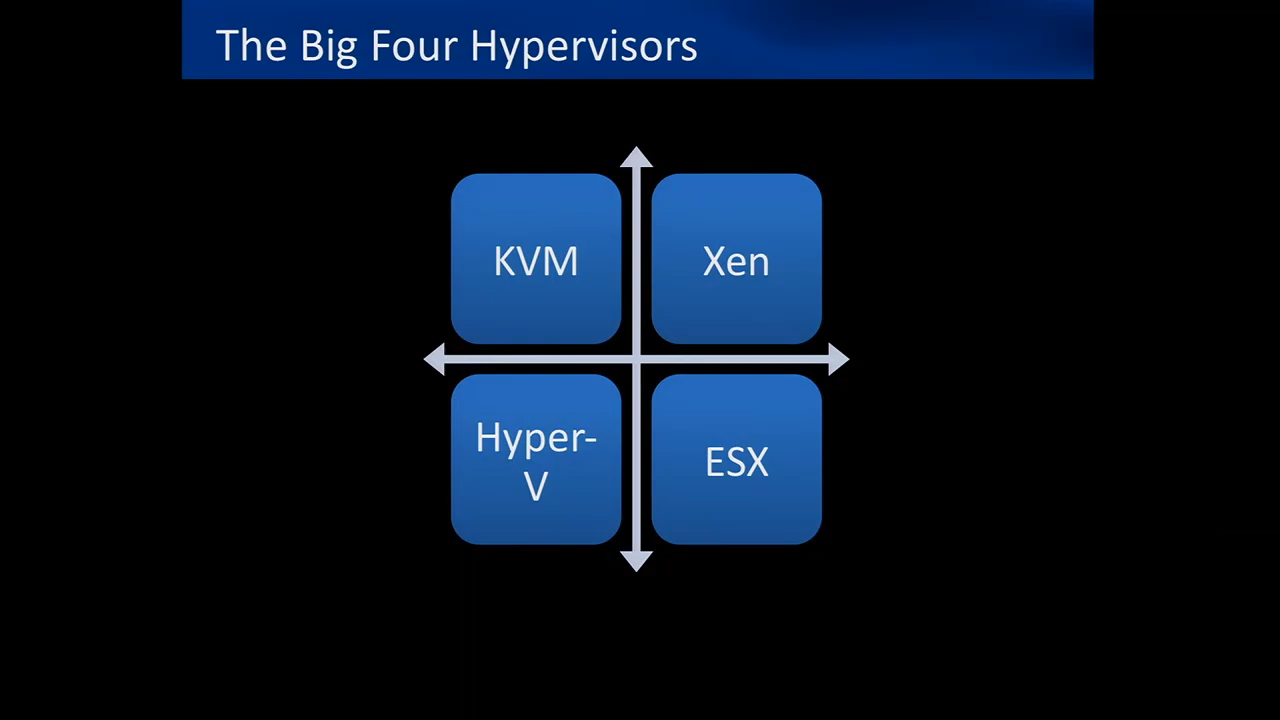 The Big Four Hypervisors
KVM
Xen
Hyper-
V
ESX